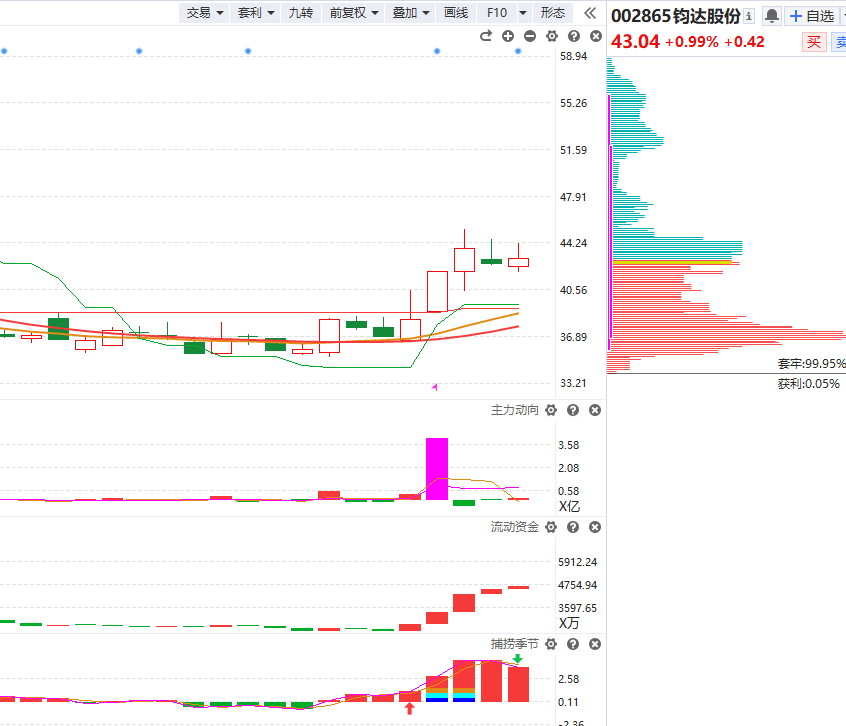 交易 套利 九转 前复权 叠加 画线 F10 形态
002865钧达股份 自选
43.04 +0.99% +0.42 买 卖
58.94
55.26
51.59
47.91
44.24
40.56
36.89
33.21
套牢:99.95%
获利:0.05%
主力动向
3.58
2.08
0.58
X亿
流动资金
5912.24
4754.94
3597.65
X万
捕捞季节
2.58
0.11
-2.36